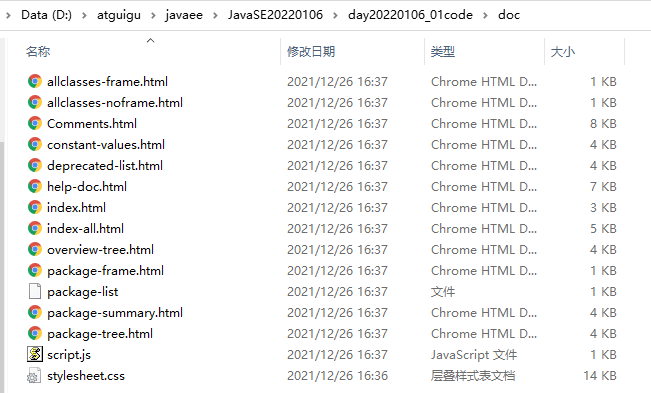 Data (D:) > atguigu > javaee > JavaSE20220106 > day20220106_01code > doc
名称 修改日期 类型 大小
allclasses-frame.html 2021/12/26 16:37 Chrome HTML D... 1 KB
allclasses-noframe.html 2021/12/26 16:37 Chrome HTML D... 1 KB
Comments.html 2021/12/26 16:37 Chrome HTML D... 8 KB
constant-values.html 2021/12/26 16:37 Chrome HTML D... 4 KB
deprecated-list.html 2021/12/26 16:37 Chrome HTML D... 4 KB
help-doc.html 2021/12/26 16:37 Chrome HTML D... 7 KB
index.html 2021/12/26 16:37 Chrome HTML D... 3 KB
index-all.html 2021/12/26 16:37 Chrome HTML D... 5 KB
overview-tree.html 2021/12/26 16:37 Chrome HTML D... 4 KB
package-frame.html 2021/12/26 16:37 Chrome HTML D... 1 KB
package-list 2021/12/26 16:37 文件 1 KB
package-summary.html 2021/12/26 16:37 Chrome HTML D... 4 KB
package-tree.html 2021/12/26 16:37 Chrome HTML D... 4 KB
script.js 2021/12/26 16:37 JavaScript 文件 1 KB
stylesheet.css 2021/12/26 16:36 层叠样式表文档 14 KB